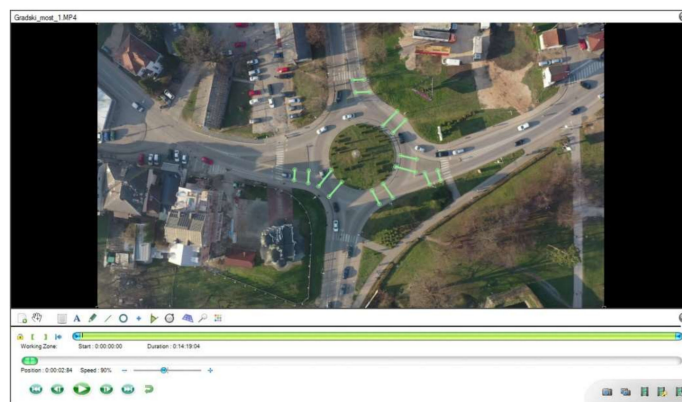 Gradski_most_1.MP4
Working Zone: Start : 0:00:00:00 Duration : 0:14:19:04
Position : 0:00:02:84 Speed : 90%